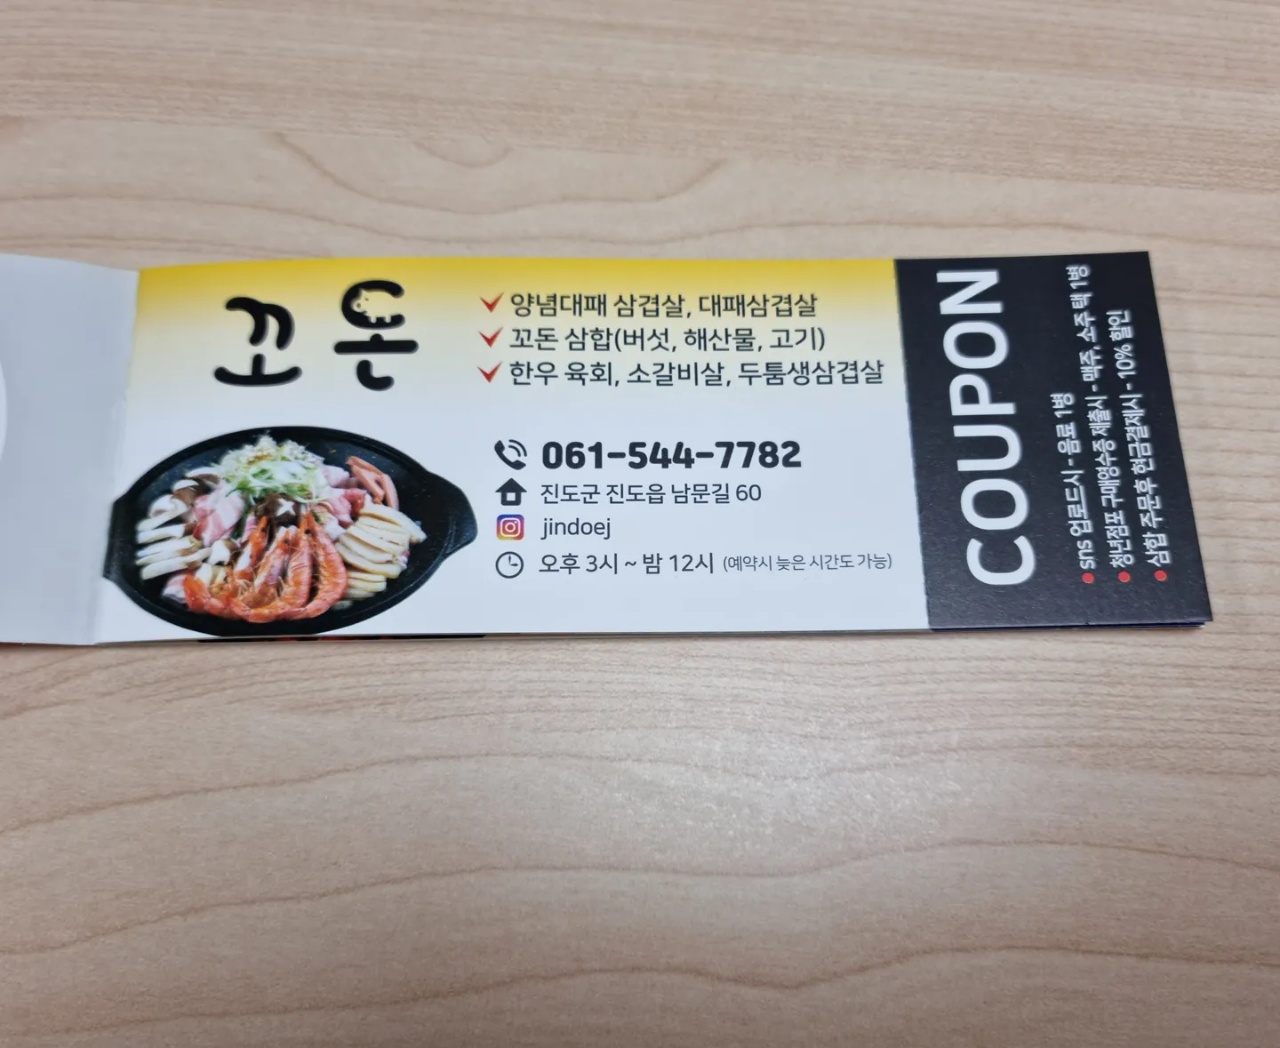 꼬돈
양념대패 삼겹살, 대패삼겹살
꼬돈 삼합(버섯, 해산물, 고기)
한우 육회, 소갈비살, 두툼생삼겹살
061-544-7782
진도군 진도읍 남문길 60
jindoej
오후 3시 ~ 밤 12시 (예약시 늦은 시간도 가능)
COUPON
sns 업로드시 - 음료 1병
청년점포 구매영수증 제출시 - 맥주, 소주 택 1병
삼합 주문후 현금결제시 - 10% 할인